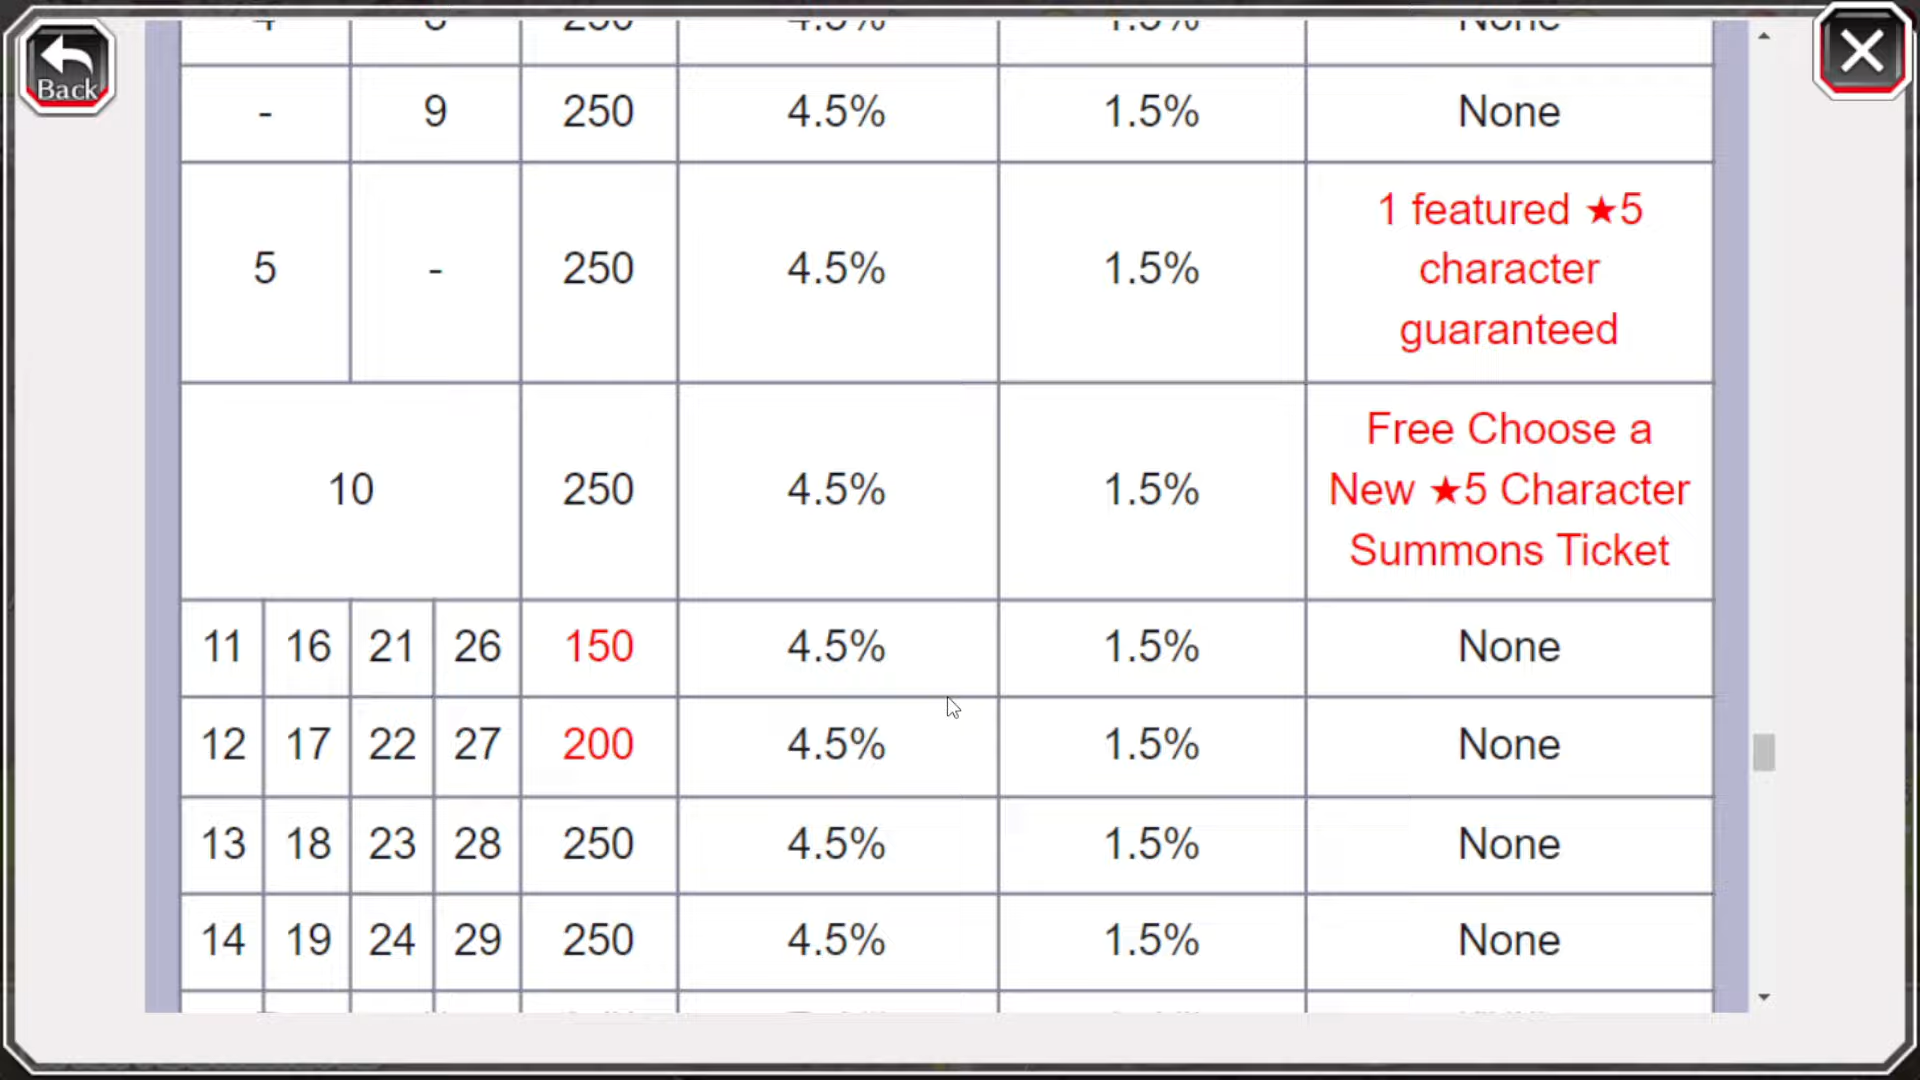 Back
- 9 250 4.5% 1.5% None
5 - 250 4.5% 1.5% 1 featured ★5
character
guaranteed
10 250 4.5% 1.5% Free Choose a
New ★5 Character
Summons Ticket
11 16 21 26 150 4.5% 1.5% None
12 17 22 27 200 4.5% 1.5% None
13 18 23 28 250 4.5% 1.5% None
14 19 24 29 250 4.5% 1.5% None